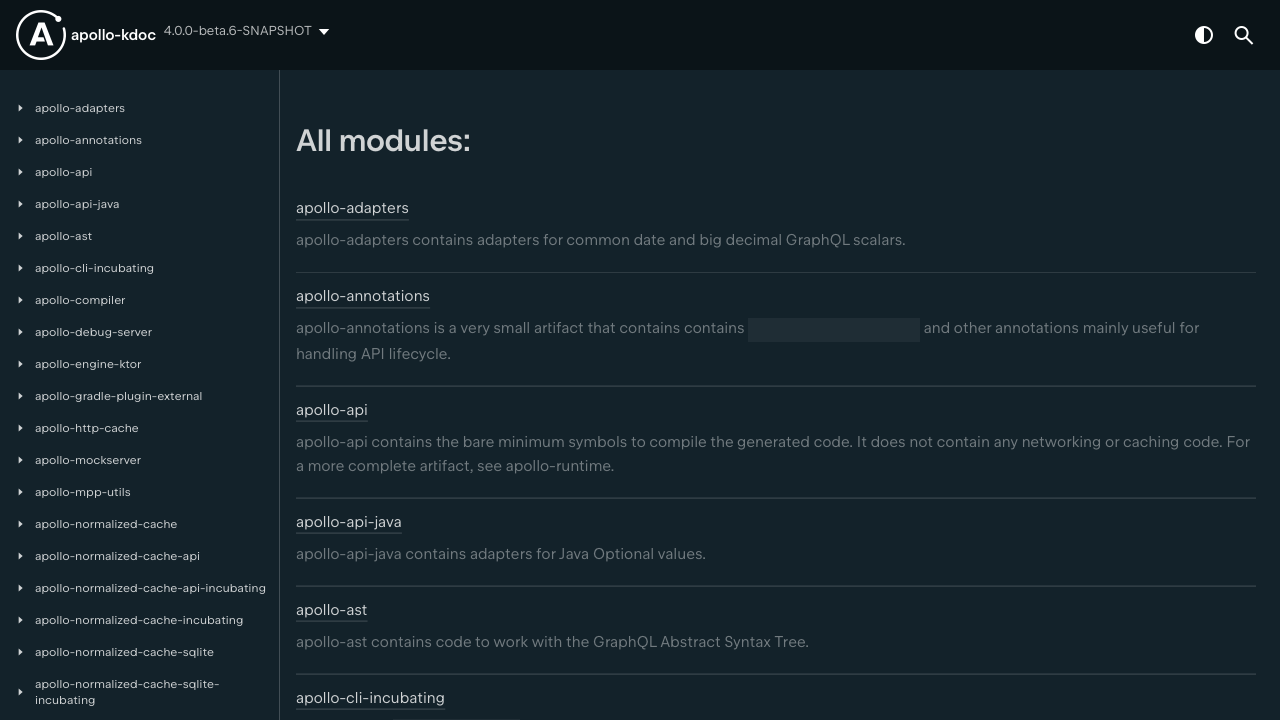 apollo-kdoc
4.0.0-beta.6-SNAPSHOT
apollo-adapters
apollo-annotations
apollo-api
apollo-api-java
apollo-ast
apollo-cli-incubating
apollo-compiler
apollo-debug-server
apollo-engine-ktor
apollo-gradle-plugin-external
apollo-http-cache
apollo-mockserver
apollo-mpp-utils
apollo-normalized-cache
apollo-normalized-cache-api
apollo-normalized-cache-api-incubating
apollo-normalized-cache-incubating
apollo-normalized-cache-sqlite
apollo-normalized-cache-sqlite-
incubating
All modules:
apollo-adapters
apollo-adapters contains adapters for common date and big decimal GraphQL scalars.
apollo-annotations
apollo-annotations is a very small artifact that contains contains and other annotations mainly useful for
handling API lifecycle.
apollo-api
apollo-api contains the bare minimum symbols to compile the generated code. It does not contain any networking or caching code. For
a more complete artifact, see apollo-runtime.
apollo-api-java
apollo-api-java contains adapters for Java Optional values.
apollo-ast
apollo-ast contains code to work with the GraphQL Abstract Syntax Tree.
apollo-cli-incubating